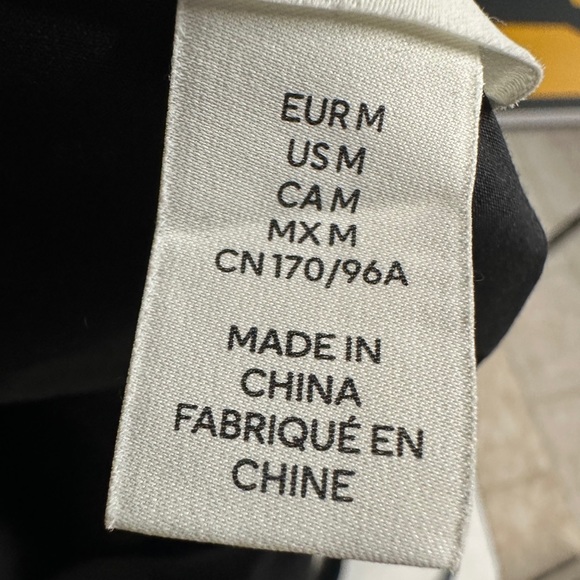 EUR M
US M
CA M
MX M
CN 170/96A
MADE IN
CHINA
FABRIQUÉ EN
CHINE